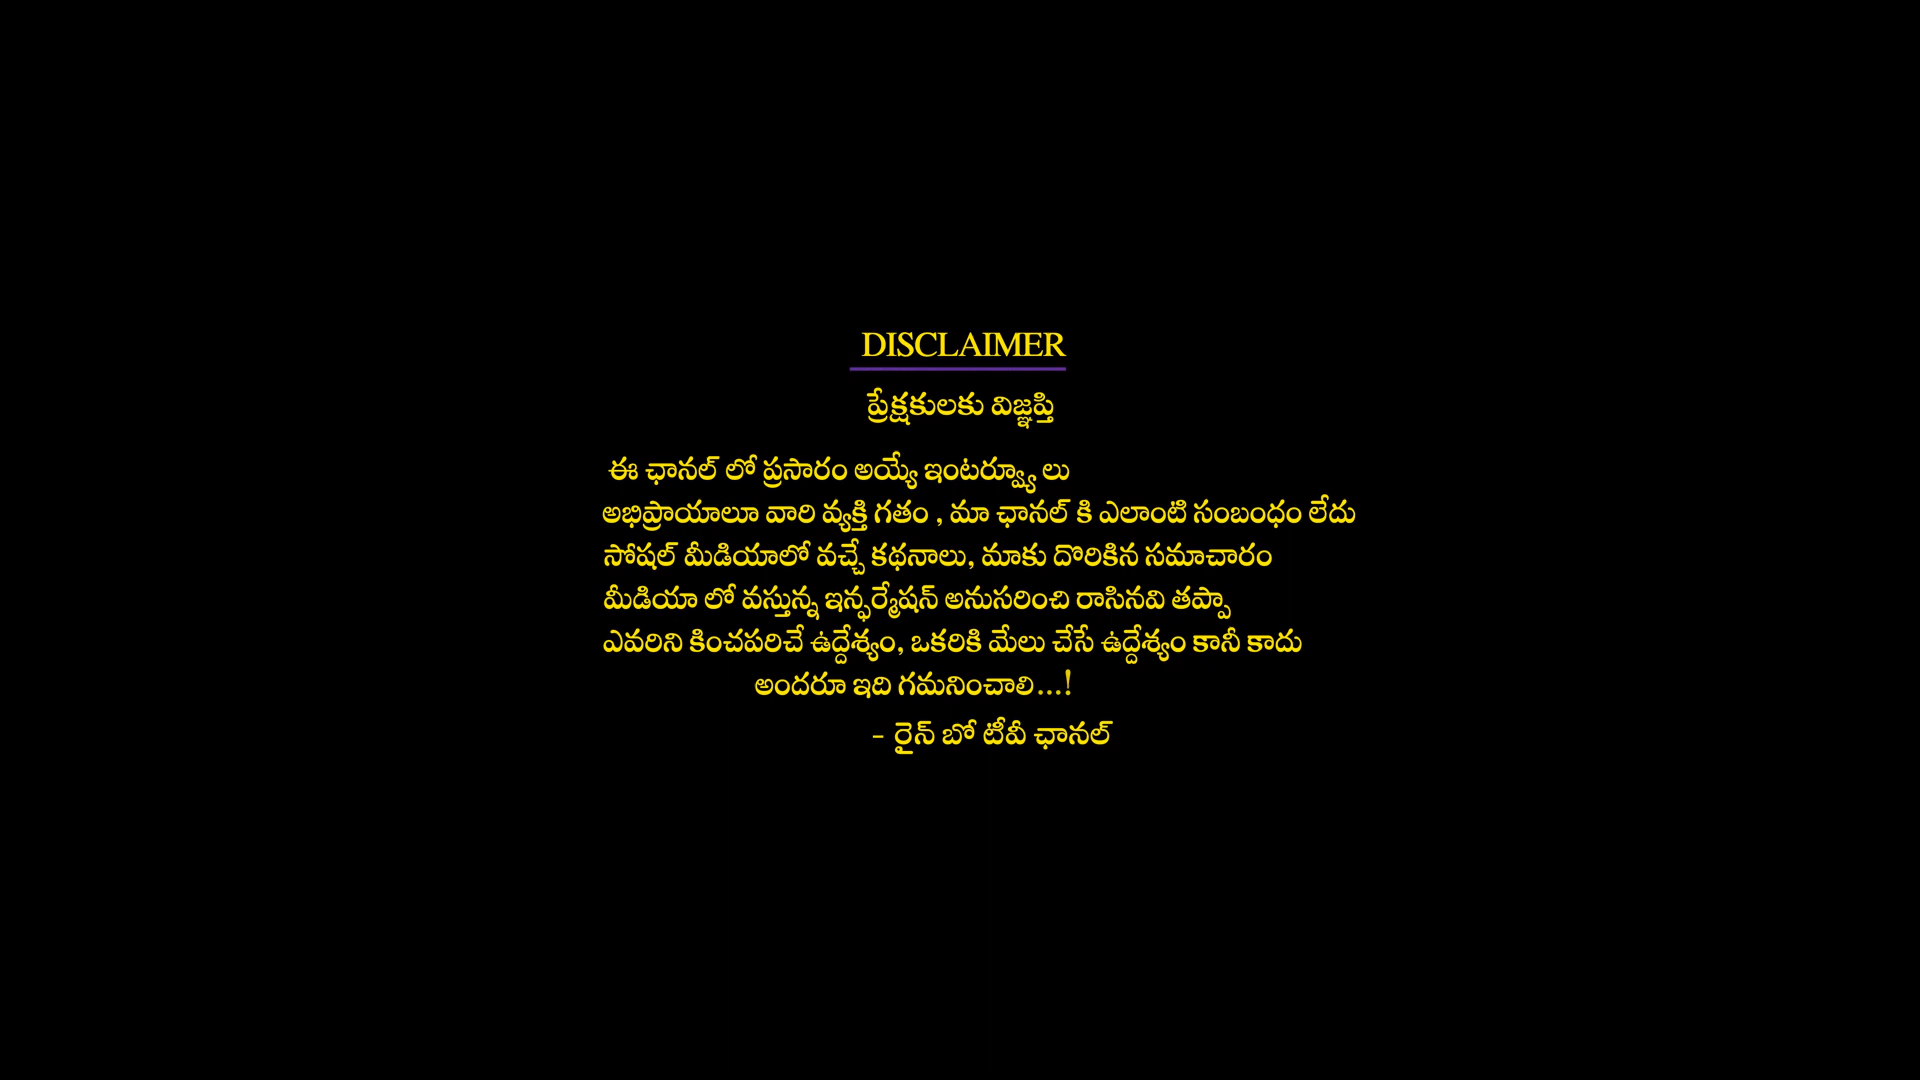 DISCLAIMER
ప్రేక్షకులకు విజ్ఞప్తి
ఈ ఛానల్ లో ప్రసారం అయ్యే ఇంటర్వ్యూ లు
అభిప్రాయాలూ వారి వ్యక్తి గతం , మా ఛానల్ కి ఎలాంటి సంబంధం లేదు
సోషల్ మీడియాలో వచ్చే కథనాలు, మాకు దొరికిన సమాచారం
మీడియా లో వస్తున్న ఇన్ఫర్మేషన్ అనుసరించి రాసినవి తప్పా
ఎవరిని కించపరిచే ఉద్దేశ్యం, ఒకరికి మేలు చేసే ఉద్దేశ్యం కానీ కాదు
అందరూ ఇది గమనించాలి...!
- రైన్ బో టీవీ ఛానల్